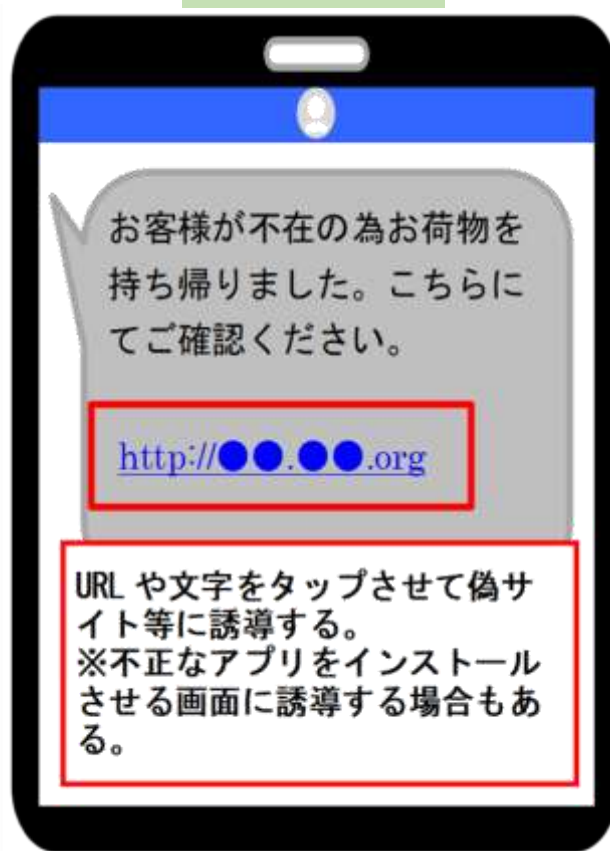 お客様が不在の為お荷物を
持ち帰りました。こちらに
てご確認ください。
http://●●.●●.org
URL や文字をタップさせて偽サ
イト等に誘導する。
※不正なアプリをインストール
させる画面に誘導する場合もあ
る。